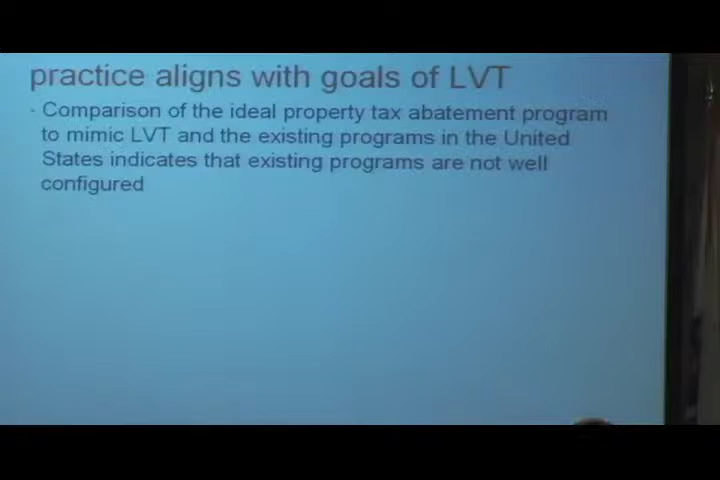 practice aligns with goals of LVT
- Comparison of the ideal property tax abatement program
to mimic LVT and the existing programs in the United
States indicates that existing programs are not well
configured